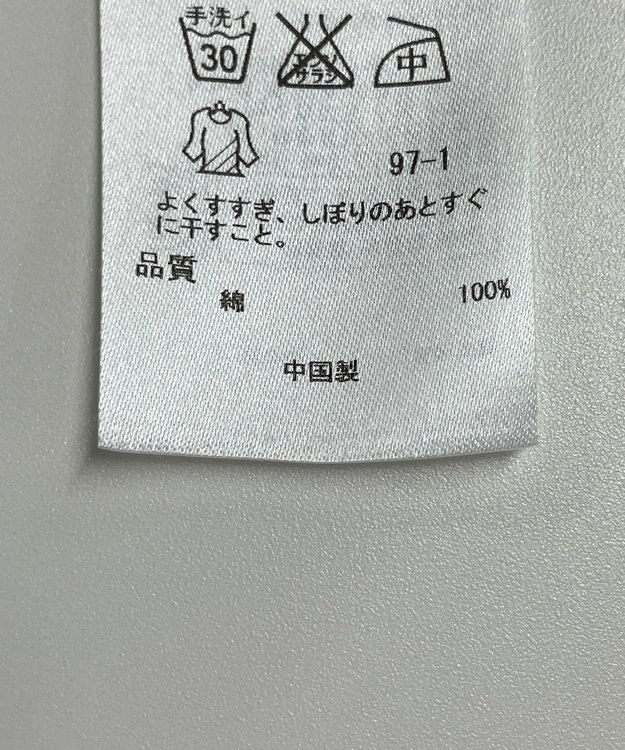 手洗イ
30
エンソ
サラシ
中
97-1
よくすすぎ、しぼりのあとすぐ
に干すこと。
品質
綿 100%
中国製